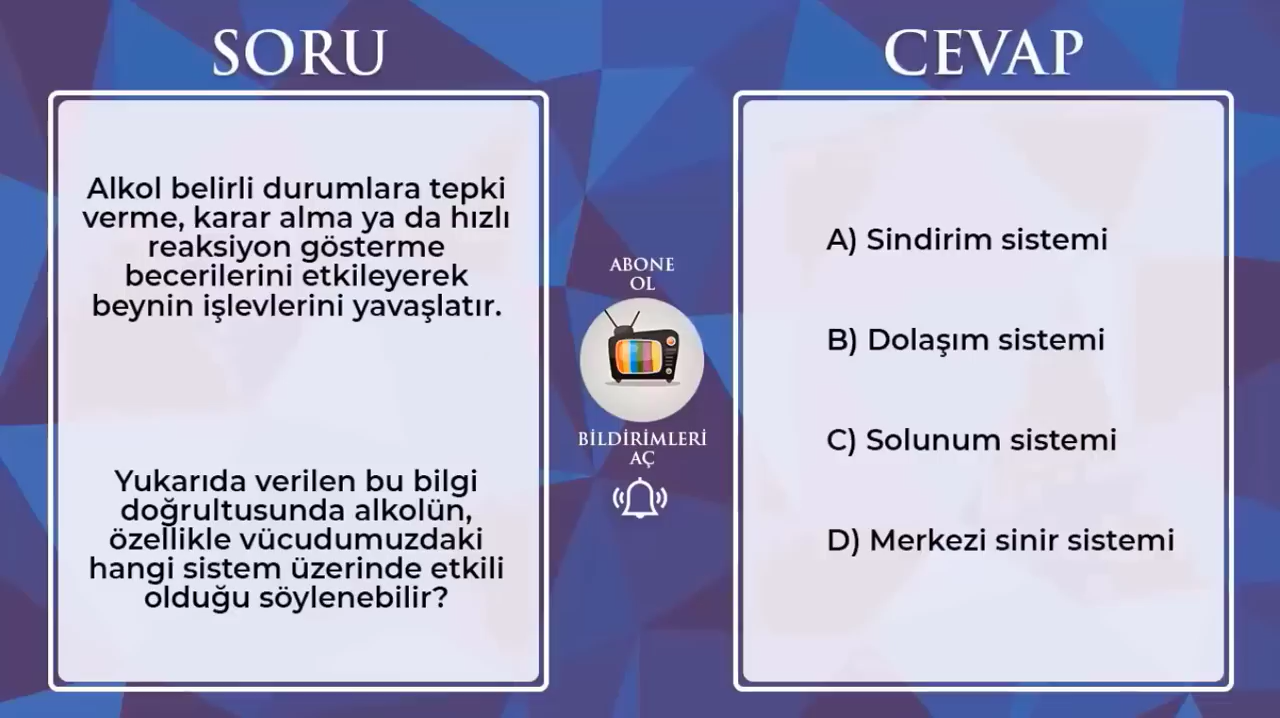 SORU
Alkol belirli durumlara tepki
verme, karar alma ya da hızlı
reaksiyon gösterme
becerilerini etkileyerek
beynin işlevlerini yavaşlatır.
Yukarıda verilen bu bilgi
doğrultusunda alkolün,
özellikle vücudumuzdaki
hangi sistem üzerinde etkili
olduğu söylenebilir?
ABONE
OL
BİLDİRİMLERİ
AÇ
CEVAP
A) Sindirim sistemi
B) Dolaşım sistemi
C) Solunum sistemi
D) Merkezi sinir sistemi